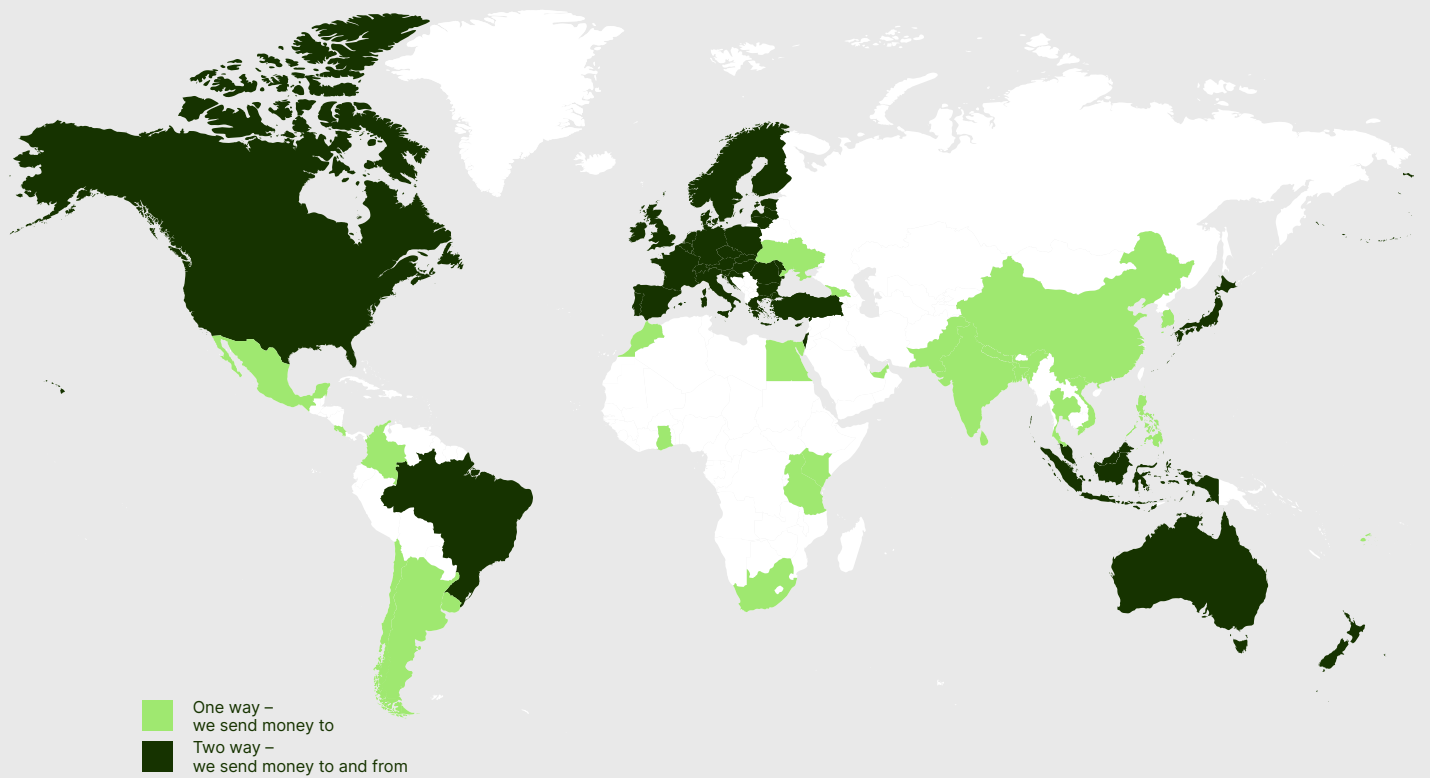 One way –
we send money to
Two way –
we send money to and from